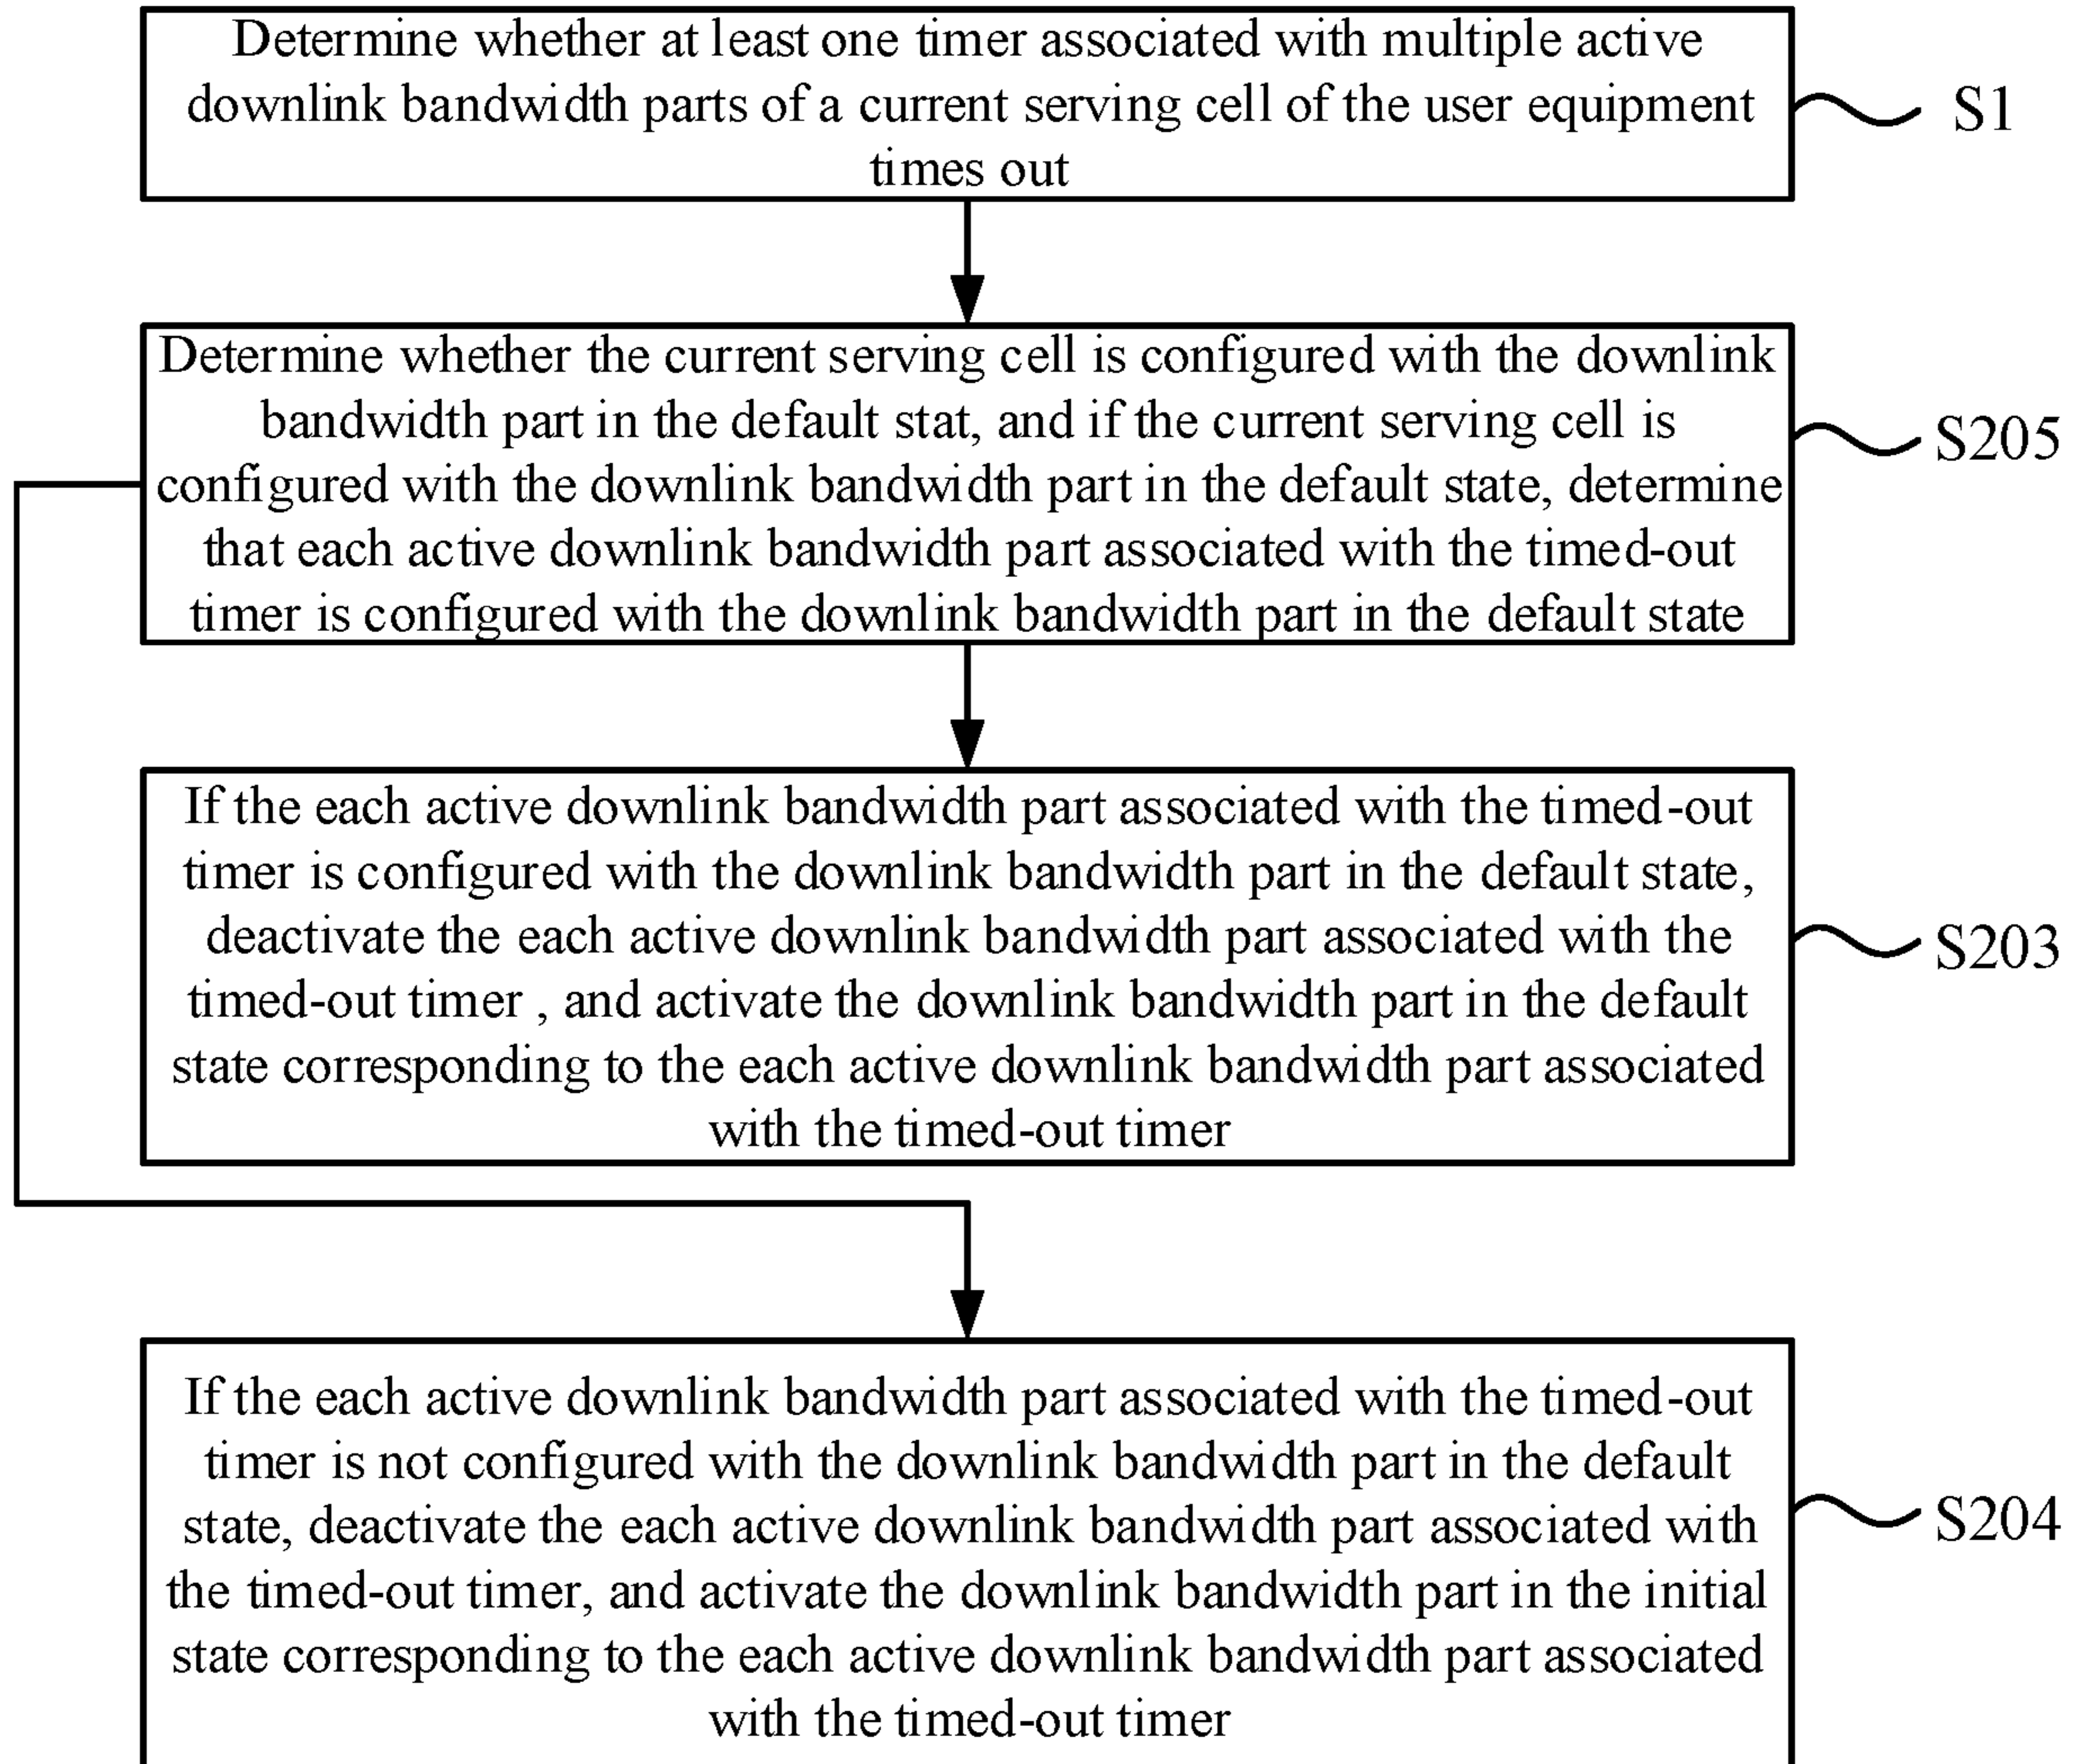 Determine whether at least one timer associated with multiple active
downlink bandwidth parts of a current serving cell of the user equipment
times out
S1
Determine whether the current serving cell is configured with the downlink
bandwidth part in the default stat, and if the current serving cell is
configured with the downlink bandwidth part in the default state, determine
that each active downlink bandwidth part associated with the timed-out
timer is configured with the downlink bandwidth part in the default state
S205
If the each active downlink bandwidth part associated with the timed-out
timer is configured with the downlink bandwidth part in the default state,
deactivate the each active downlink bandwidth part associated with the
timed-out timer , and activate the downlink bandwidth part in the default
state corresponding to the each active downlink bandwidth part associated
with the timed-out timer
S203
If the each active downlink bandwidth part associated with the timed-out
timer is not configured with the downlink bandwidth part in the default
state, deactivate the each active downlink bandwidth part associated with
the timed-out timer, and activate the downlink bandwidth part in the initial
state corresponding to the each active downlink bandwidth part associated
with the timed-out timer
S204